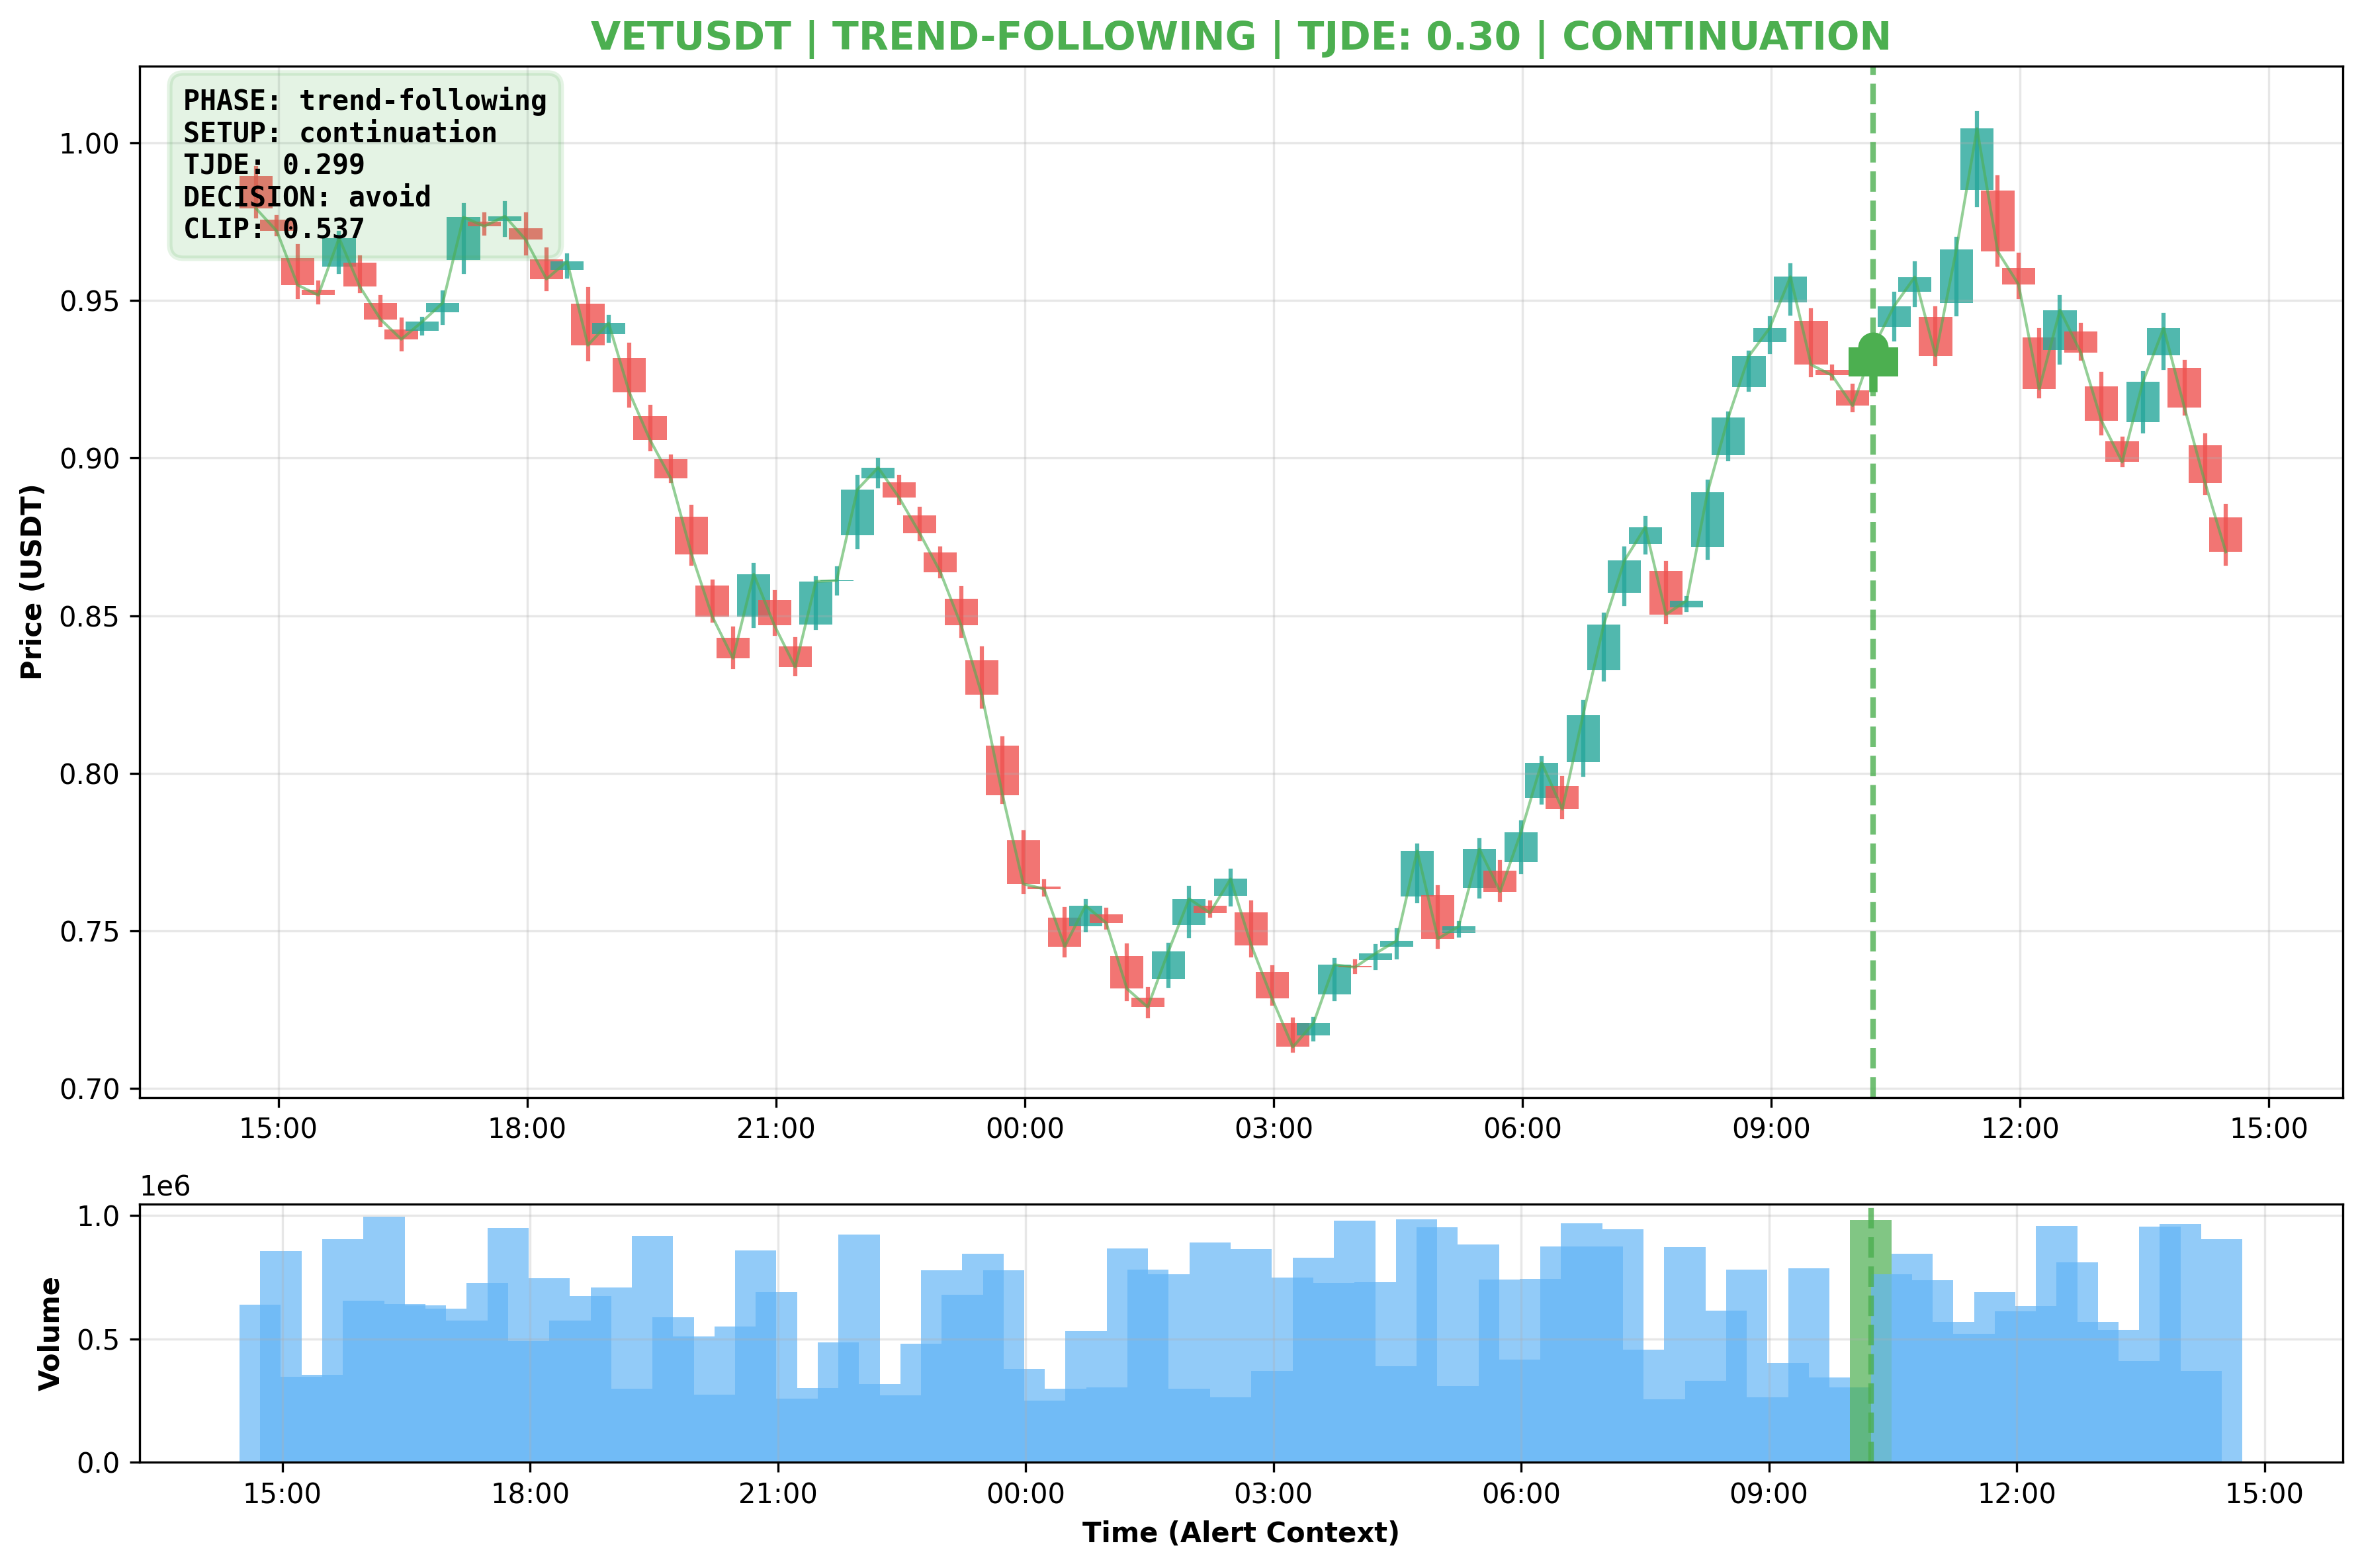 VETUSDT | TREND-FOLLOWING | TJDE: 0.30 | CONTINUATION
PHASE: trend-following
SETUP: continuation
TJDE: 0.299
DECISION: avoid
CLIP: 0.537
Price (USDT)
1.00
0.95
0.90
0.85
0.80
0.75
0.70
15:00 18:00 21:00 00:00 03:00 06:00 09:00 12:00 15:00
1e6
Volume
1.0
0.5
0.0
15:00 18:00 21:00 00:00 03:00 06:00 09:00 12:00 15:00
Time (Alert Context)